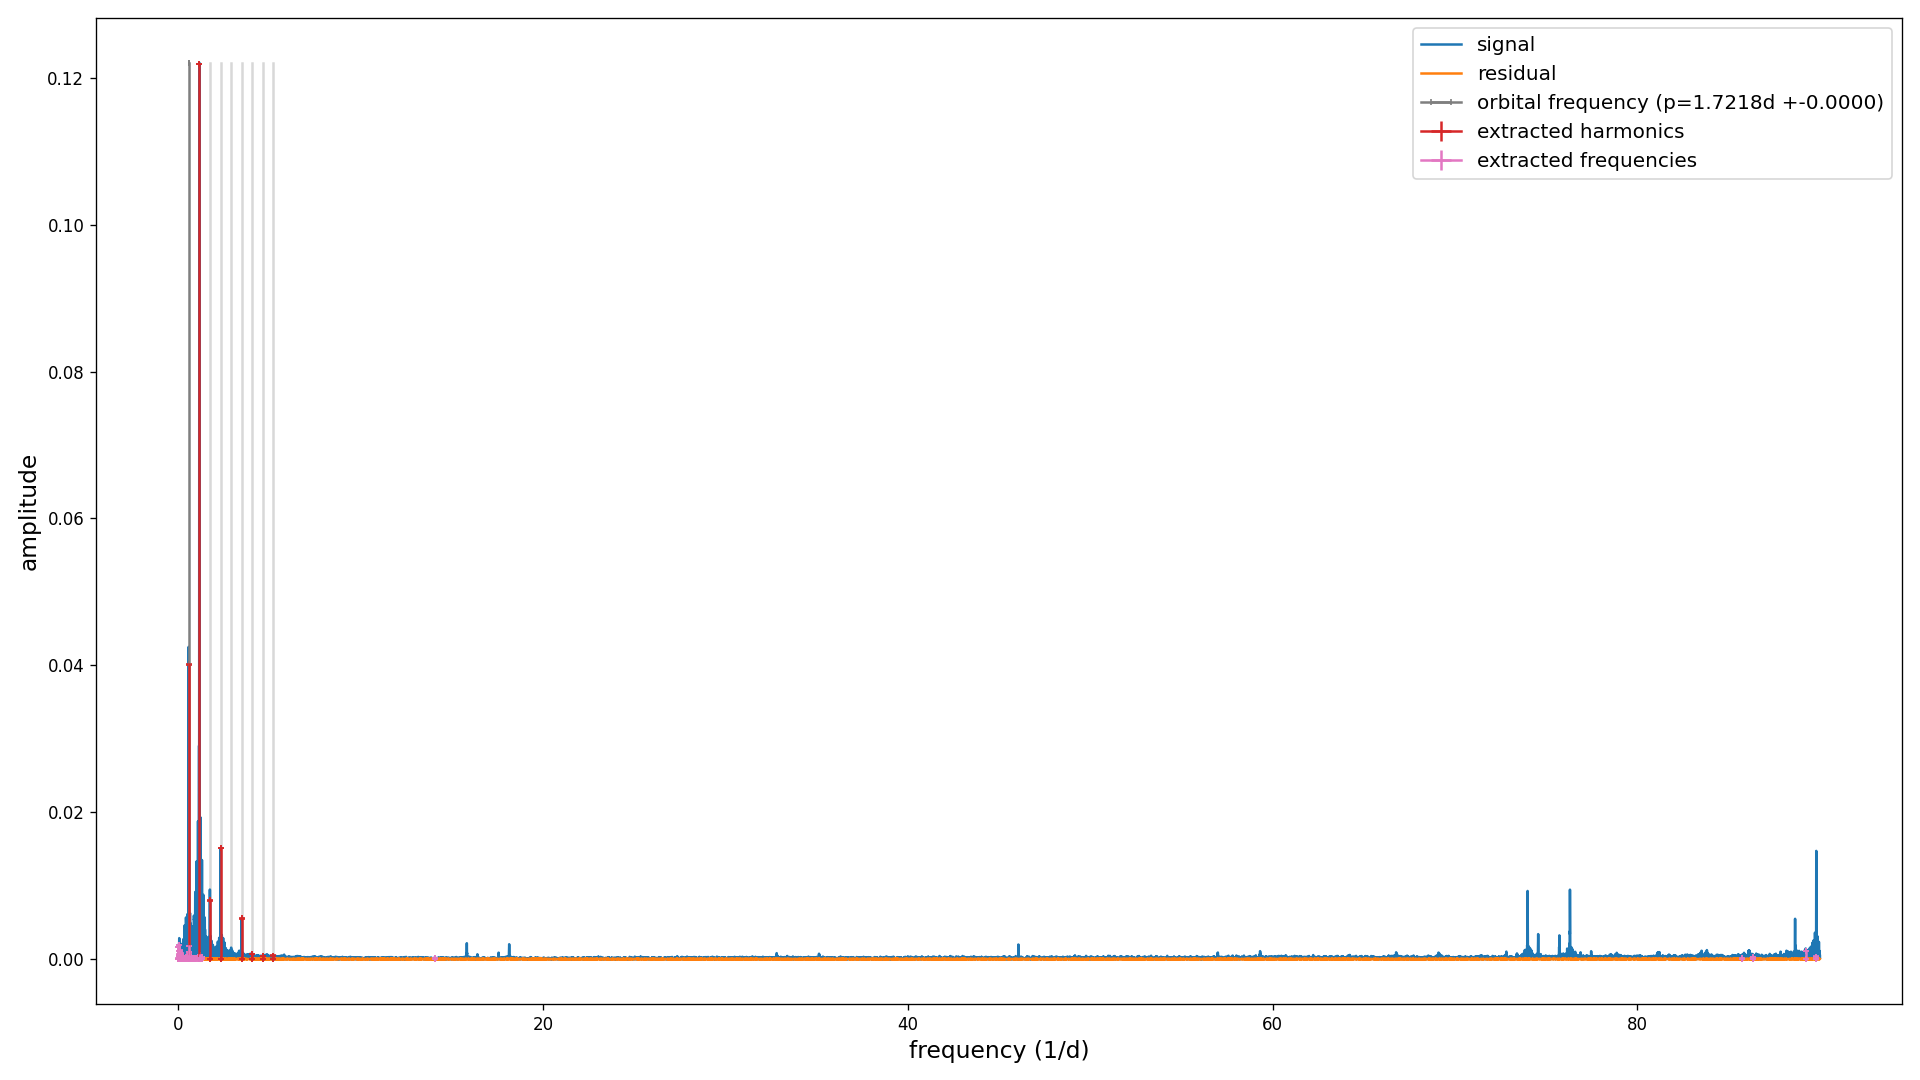 signal
residual
orbital frequency (p=1.7218d +-0.0000)
extracted harmonics
extracted frequencies
amplitude
0.12
0.10
0.08
0.06
0.04
0.02
0.00
0 20 40 60 80
frequency (1/d)